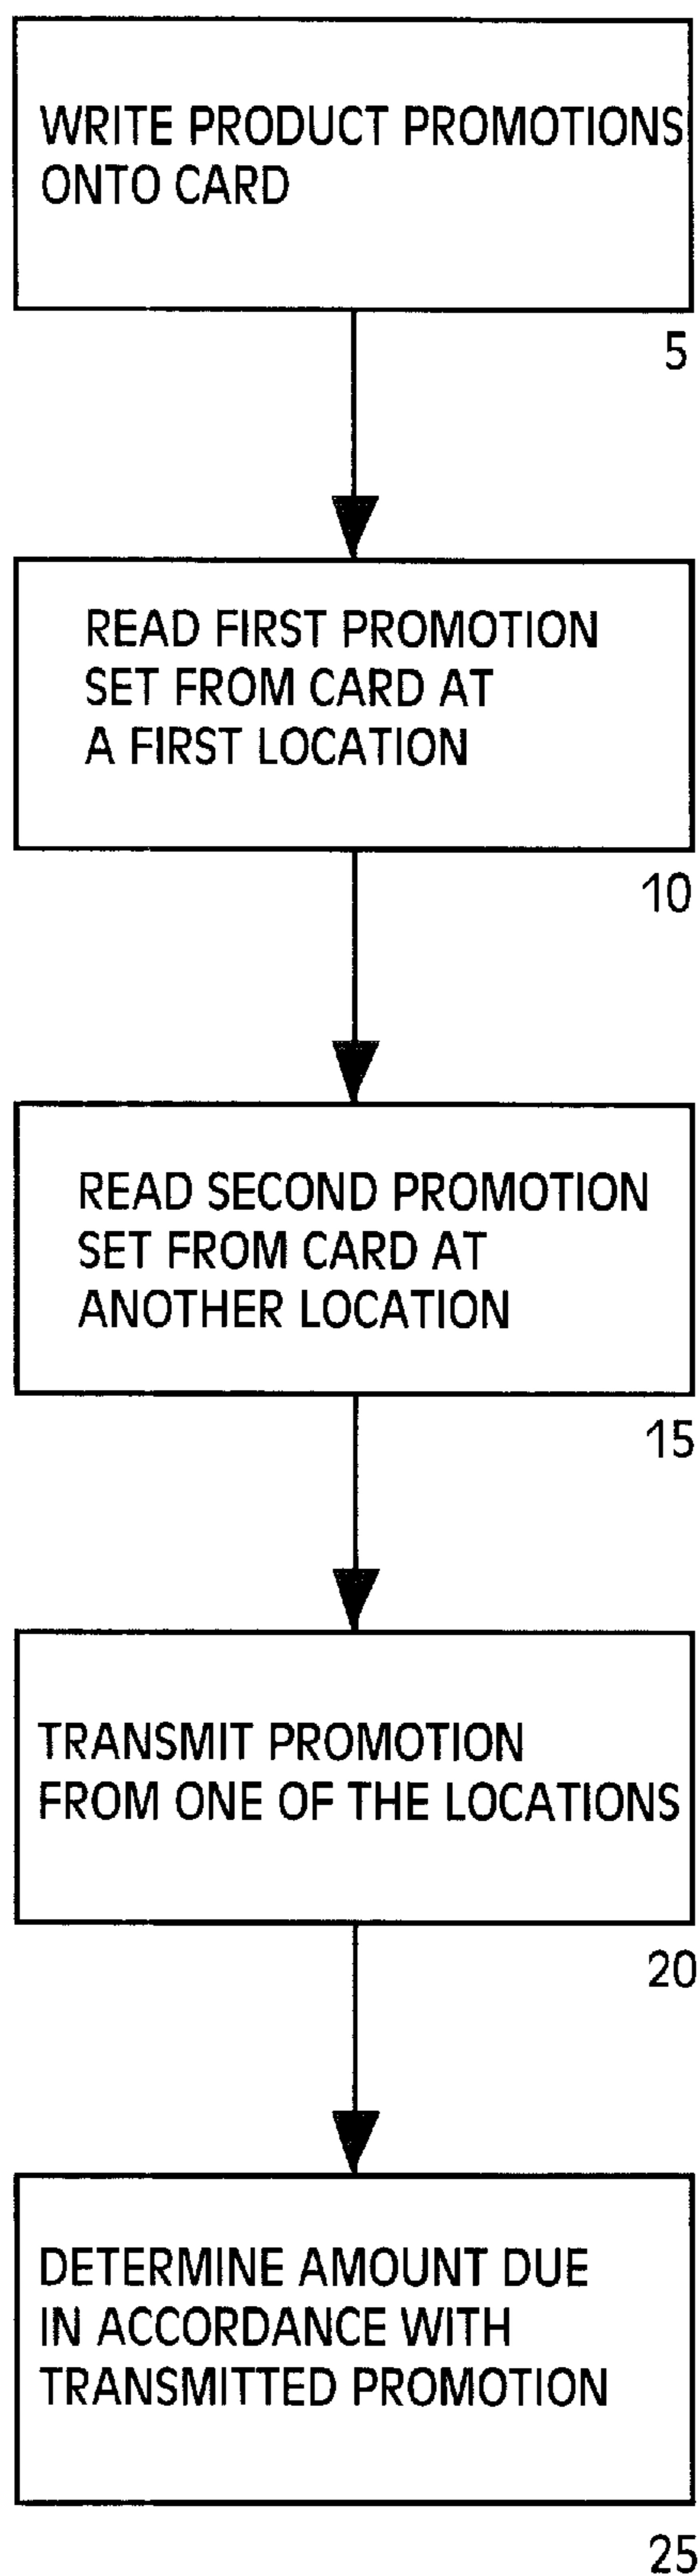 WRITE PRODUCT PROMOTIONS
ONTO CARD
5
READ FIRST PROMOTION
SET FROM CARD AT
A FIRST LOCATION
10
READ SECOND PROMOTION
SET FROM CARD AT
ANOTHER LOCATION
15
TRANSMIT PROMOTION
FROM ONE OF THE LOCATIONS
20
DETERMINE AMOUNT DUE
IN ACCORDANCE WITH
TRANSMITTED PROMOTION
25